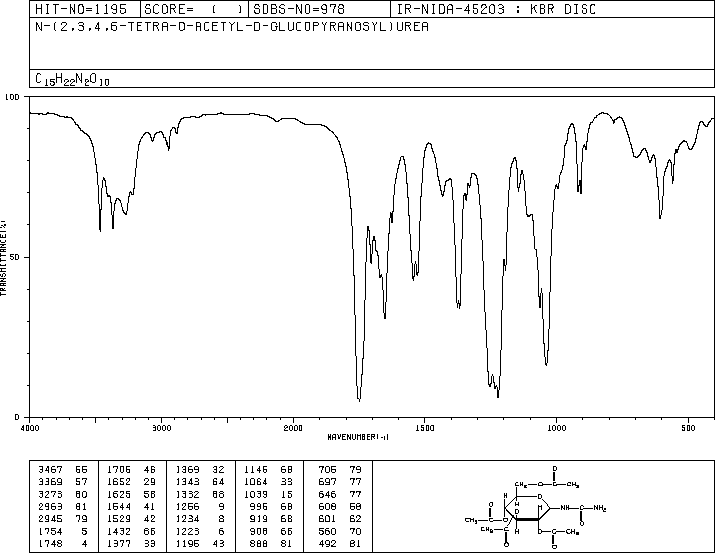 HIT-NO=1195 SCORE= ( ) SDBS-NO=978 IR-NIDA-45203 : KBR DISC
N-(2,3,4,6-TETRA-O-ACETYL-D-GLUCOPYRANOSYL)UREA
C15H22N2O10
100
50
0
TRANSMITTANCE(%)
4000 3000 2000 1500 1000 500
WAVENUMBER(-1)
3467 55 1706 46 1369 32 1146 68 705 79
3369 57 1652 29 1343 64 1064 33 697 77
3273 60 1625 58 1332 68 1039 15 646 77
2963 81 1544 41 1256 9 996 68 608 58
2945 79 1529 42 1234 8 919 68 601 62
1754 5 1432 66 1223 6 908 66 560 70
1748 4 1377 33 1195 43 888 81 492 81
O
CH2—O—C—CH3
O
H
NH—C—NH2
O
CH3—C—O
O—C—CH3